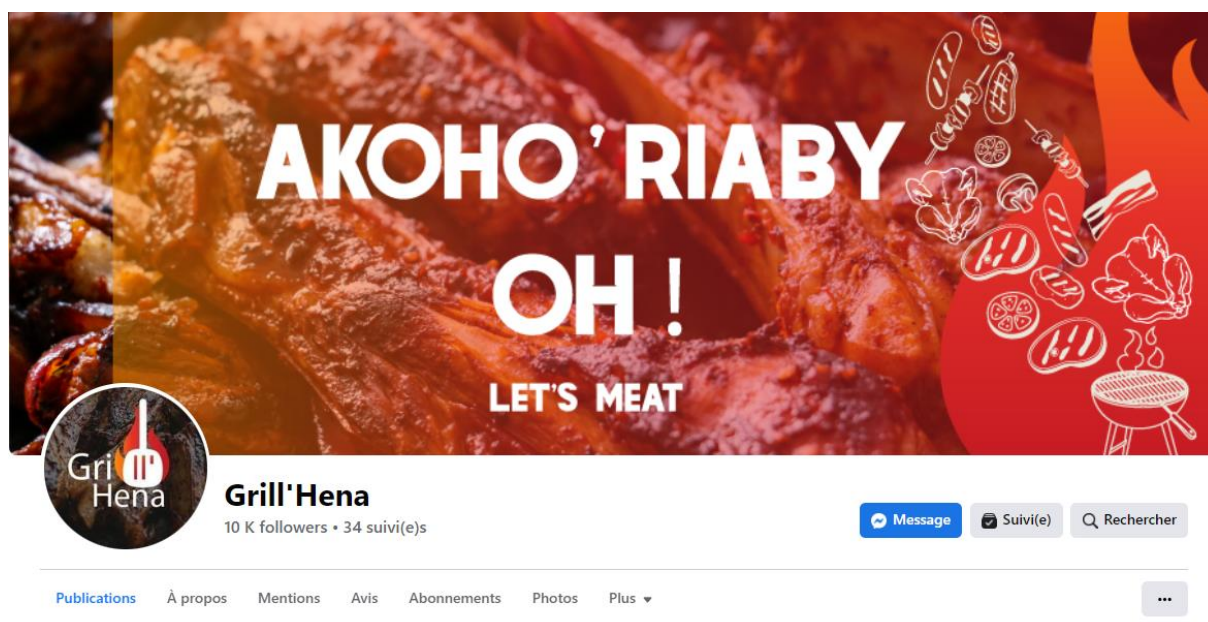 AKOHO'RIABY
OH !
LET'S MEAT
Gri
Hena
Grill'Hena
10 K followers • 34 suivi(e)s
Message
Suivi(e)
Rechercher
Publications
À propos
Mentions
Avis
Abonnements
Photos
Plus
...